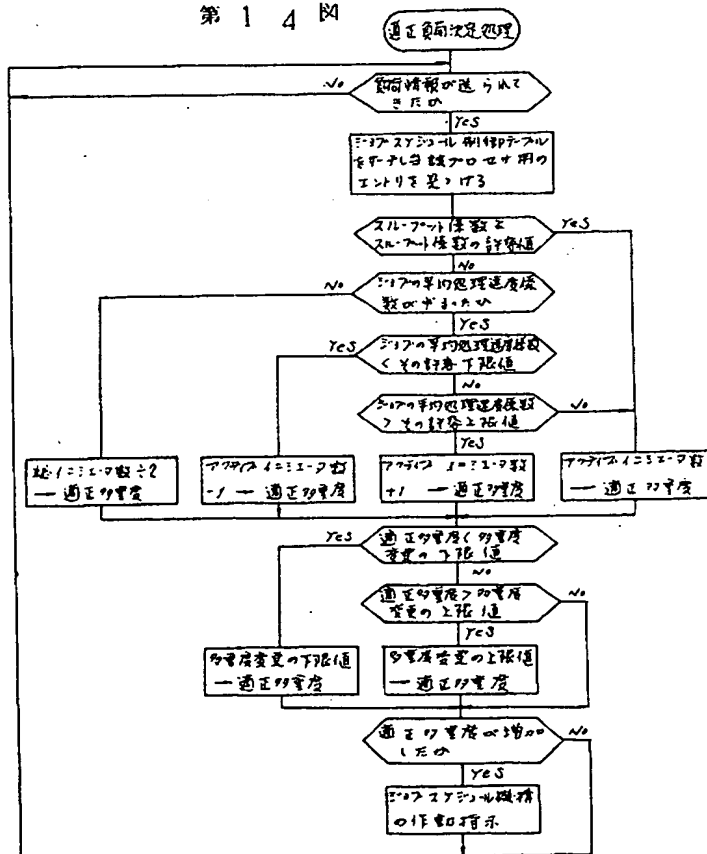 第 1 4 図
適正負荷決定処理
負荷情報が送られて
きたか
No
Yes
ジョブスケジュール制御テーブル
をサーチし当該プロセサ用の
エントリを見つける
スループット係数≧
スループット係数の許容値
Yes
No
ジョブの平均処理速度係
数が
No
Yes
ジョブの平均処理速度係数
< その許容下限値
Yes
No
ジョブの平均処理速度係数
> その許容上限値
No
Yes
総イニシエータ数÷2
― 適正多重度
アクティブイニシエータ数
-1 ― 適正多重度
アクティブ イニシエータ数
+1 ― 適正多重度
アクティブイニシエータ数
― 適正多重度
適正多重度<多重度
変更の下限値
Yes
No
適正多重度>多重度
変更の上限値
No
Yes
多重度変更の下限値
― 適正多重度
多重度変更の上限値
― 適正多重度
適正多重度が増加
したか
No
Yes
ジョブスケジュール機構
の作動指示